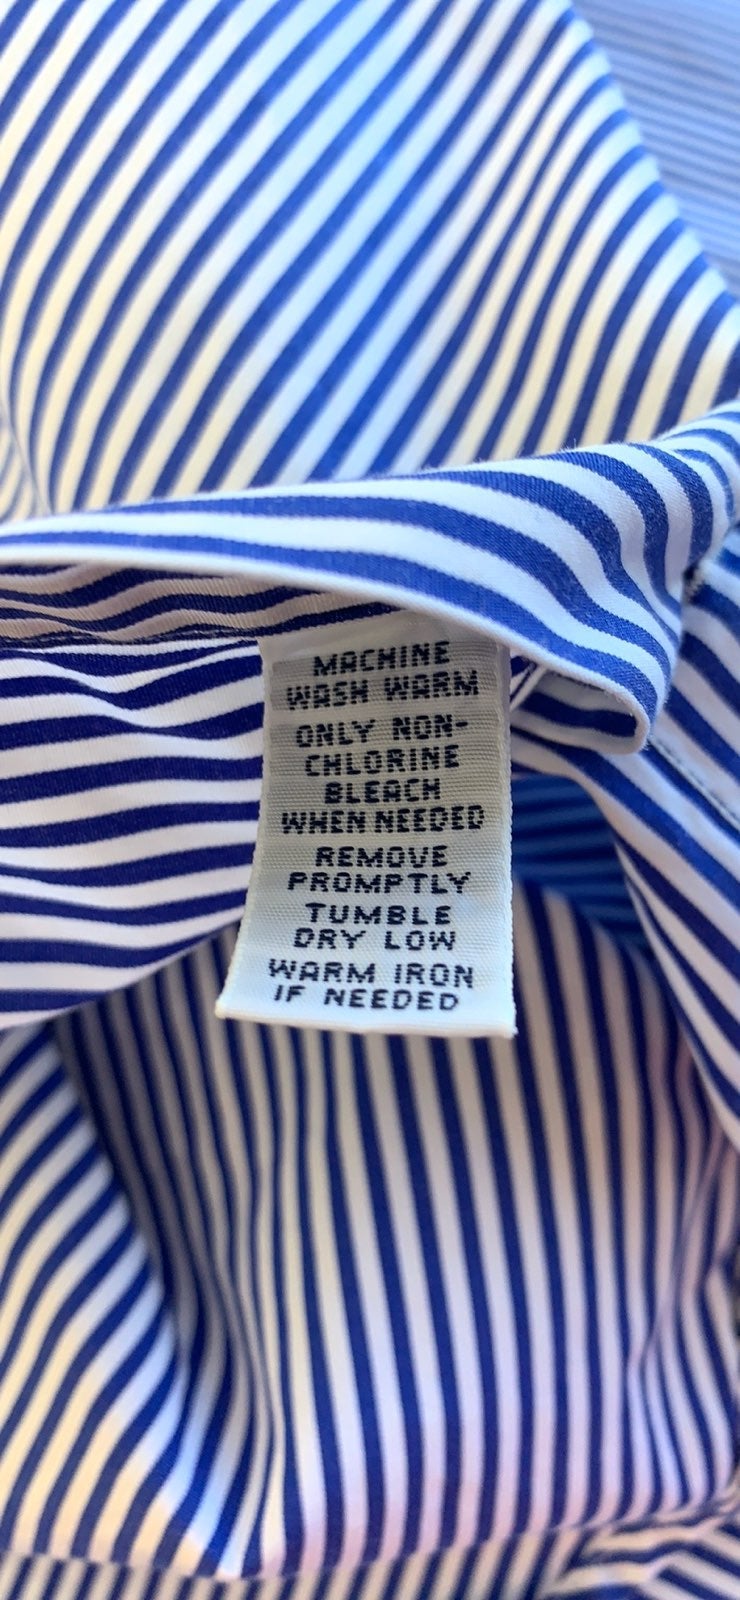 MACHINE
WASH WARM
ONLY NON-
CHLORINE
BLEACH
WHEN NEEDED
REMOVE
PROMPTLY
TUMBLE
DRY LOW
WARM IRON
IF NEEDED